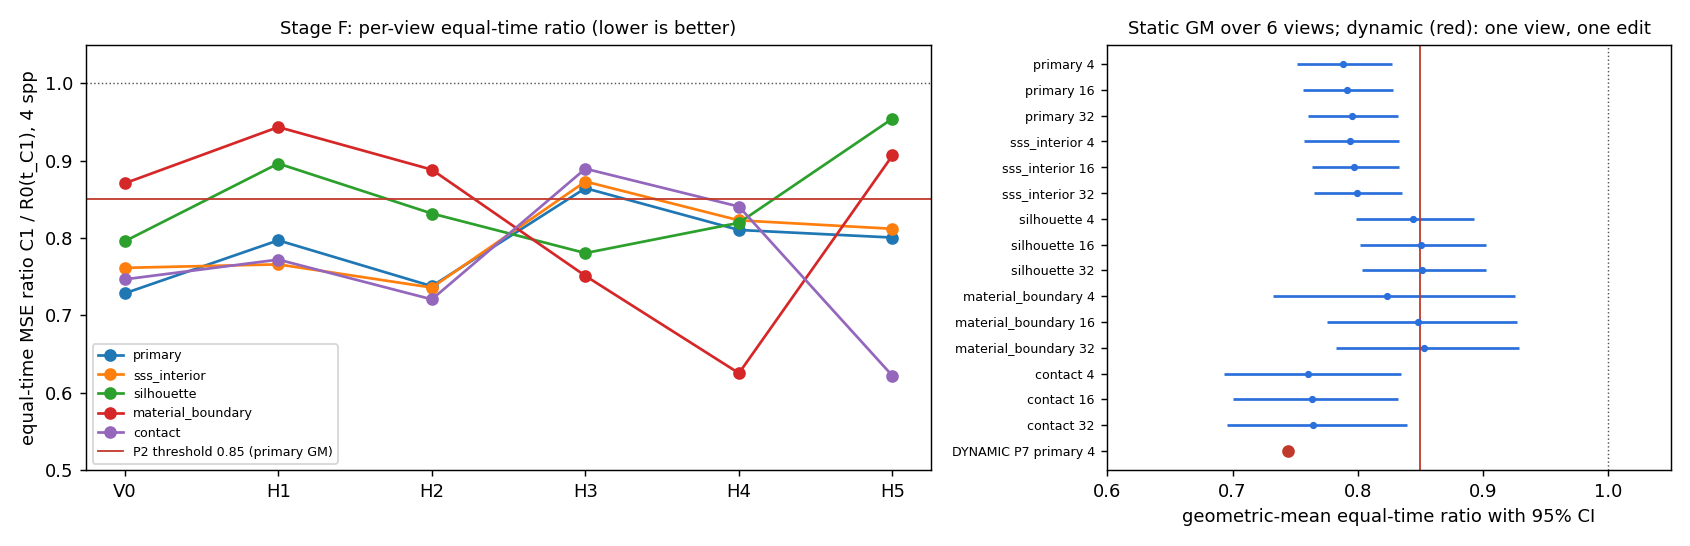 Stage F: per-view equal-time ratio (lower is better)
equal-time MSE ratio C1 / R0(t_C1), 4 spp
1.0
0.9
0.8
0.7
0.6
0.5
primary
sss_interior
silhouette
material_boundary
contact
P2 threshold 0.85 (primary GM)
V0
H1
H2
H3
H4
H5
Static GM over 6 views; dynamic (red): one view, one edit
primary 4
primary 16
primary 32
sss_interior 4
sss_interior 16
sss_interior 32
silhouette 4
silhouette 16
silhouette 32
material_boundary 4
material_boundary 16
material_boundary 32
contact 4
contact 16
contact 32
DYNAMIC P7 primary 4
0.6
0.7
0.8
0.9
1.0
geometric-mean equal-time ratio with 95% CI